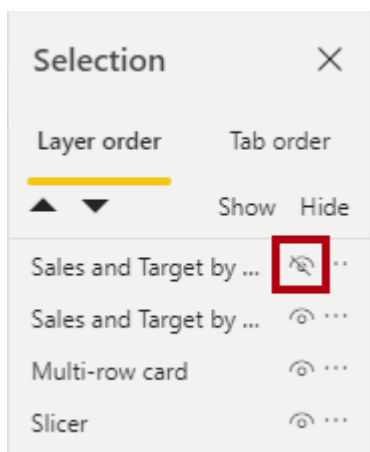 Selection
Layer order Tab order
Show Hide
Sales and Target by ...
Sales and Target by ...
Multi-row card
Slicer